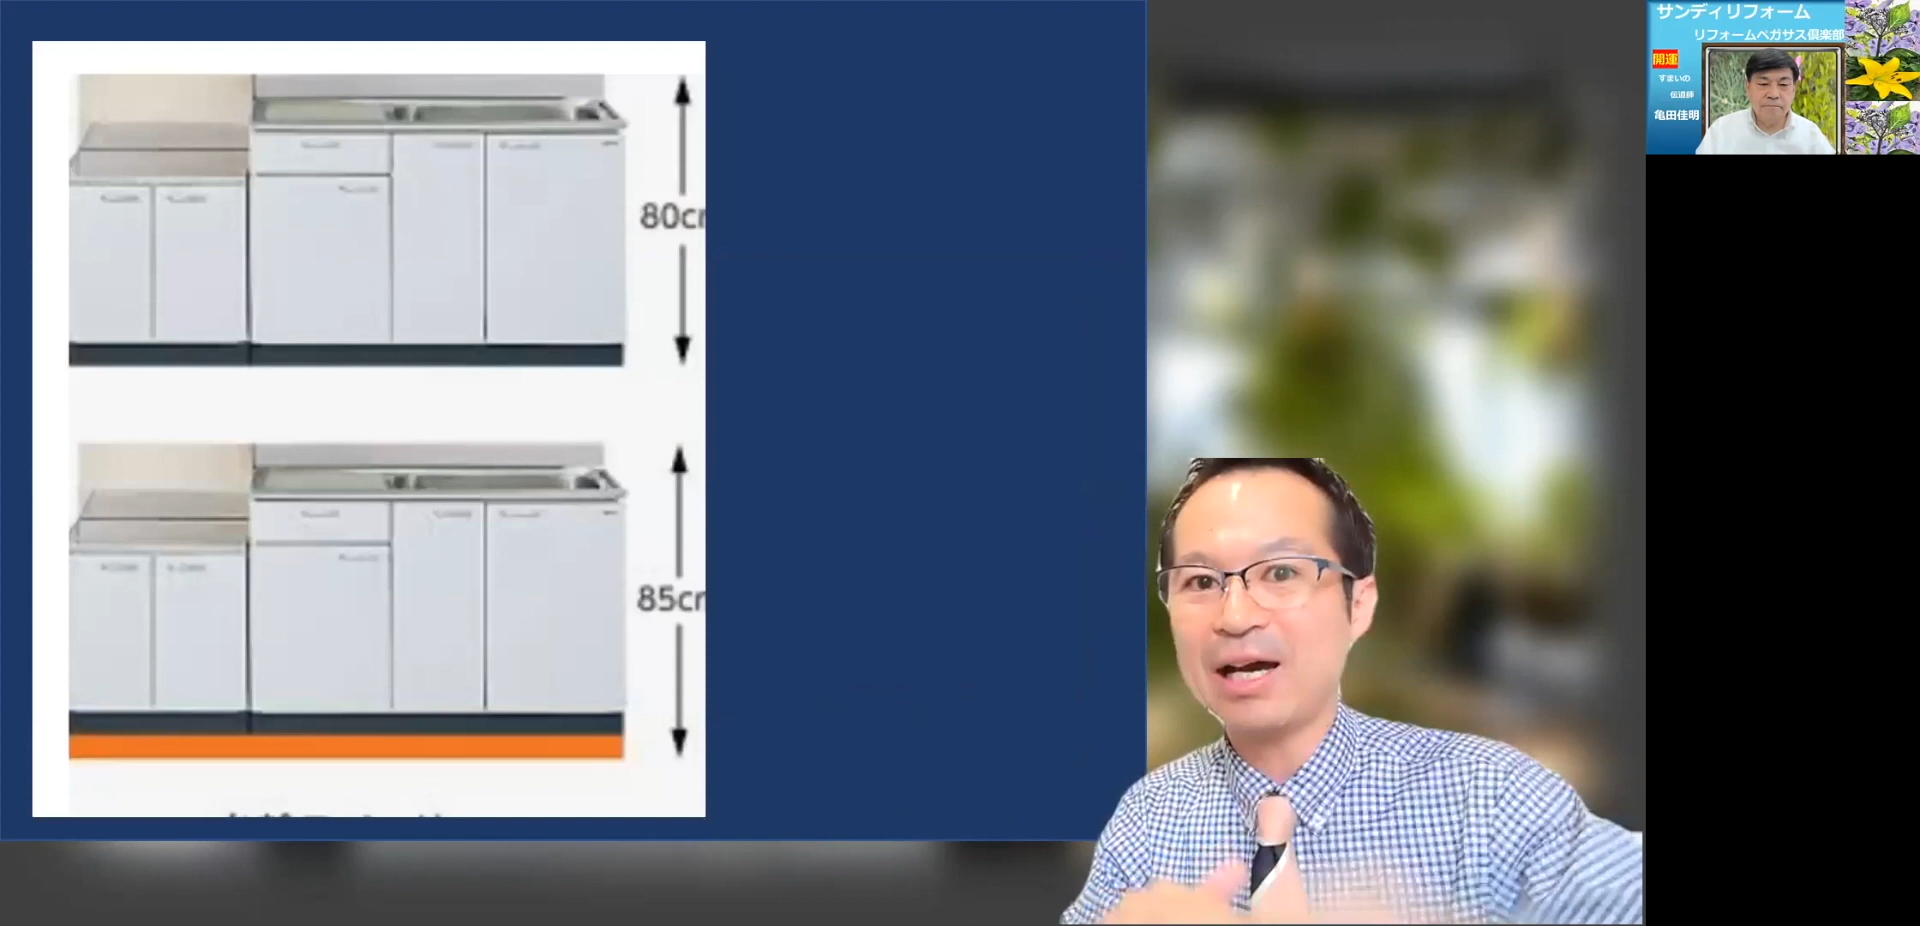 80c
85c
サンディリフォーム
リフォームペガサス倶楽部
開運
すまいの
伝道師
亀田佳明